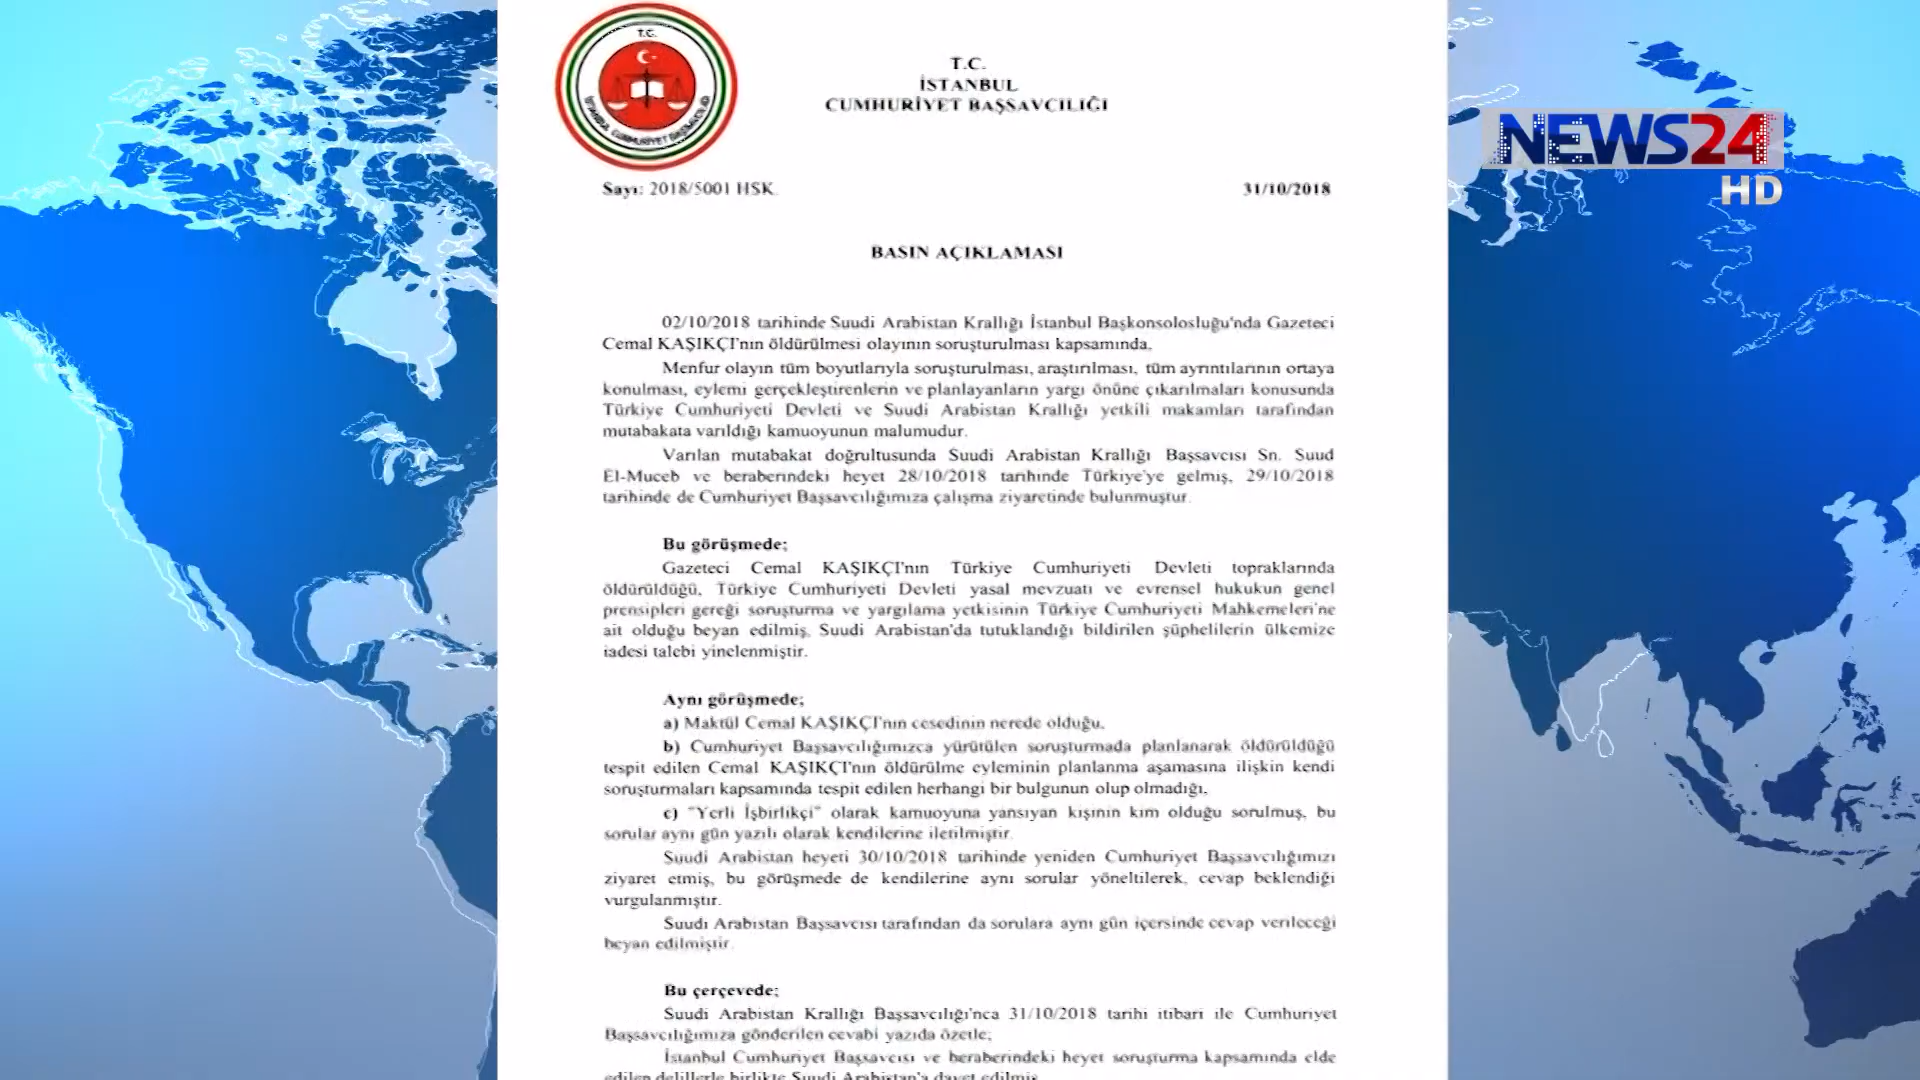 T.C.
İSTANBUL CUMHURİYET BAŞSAVCILIĞI
T.C.
İSTANBUL
CUMHURİYET BAŞSAVCILIĞI
NEWS24
HD
Sayı: 2018/5001 HSK.
31/10/2018
BASIN AÇIKLAMASI
02/10/2018 tarihinde Suudi Arabistan Krallığı İstanbul Başkonsolosluğu'nda Gazeteci
Cemal KAŞIKÇI'nın öldürülmesi olayının soruşturulması kapsamında,
Menfur olayın tüm boyutlarıyla soruşturulması, araştırılması, tüm ayrıntılarının ortaya
konulması, eylemi gerçekleştirenlerin ve planlayanların yargı önüne çıkarılmaları konusunda
Türkiye Cumhuriyeti Devleti ve Suudi Arabistan Krallığı yetkili makamları tarafından
mutabakata varıldığı kamuoyunun malumudur.
Varılan mutabakat doğrultusunda Suudi Arabistan Krallığı Başsavcısı Sn. Suud
El-Muceb ve beraberindeki heyet 28/10/2018 tarihinde Türkiye'ye gelmiş, 29/10/2018
tarihinde de Cumhuriyet Başsavcılığımıza çalışma ziyaretinde bulunmuştur.
Bu görüşmede;
Gazeteci Cemal KAŞIKÇI'nın Türkiye Cumhuriyeti Devleti topraklarında
öldürüldüğü, Türkiye Cumhuriyeti Devleti yasal mevzuatı ve evrensel hukukun genel
prensipleri gereği soruşturma ve yargılama yetkisinin Türkiye Cumhuriyeti Mahkemeleri'ne
ait olduğu beyan edilmiş, Suudi Arabistan'da tutuklandığı bildirilen şüphelilerin ülkemize
iadesi talebi yinelenmiştir.
Aynı görüşmede;
a) Maktül Cemal KAŞIKÇI'nın cesedinin nerede olduğu,
b) Cumhuriyet Başsavcılığımızca yürütülen soruşturmada planlanarak öldürüldüğü
tespit edilen Cemal KAŞIKÇI'nın öldürülme eyleminin planlanma aşamasına ilişkin kendi
soruşturmaları kapsamında tespit edilen herhangi bir bulgunun olup olmadığı,
c) "Yerli İşbirlikçi" olarak kamuoyuna yansıyan kişinin kim olduğu sorulmuş, bu
sorular aynı gün yazılı olarak kendilerine iletilmiştir.
Suudi Arabistan heyeti 30/10/2018 tarihinde yeniden Cumhuriyet Başsavcılığımızı
ziyaret etmiş, bu görüşmede de kendilerine aynı sorular yöneltilerek, cevap beklendiği
vurgulanmıştır.
Suudi Arabistan Başsavcısı tarafından da sorulara aynı gün içersinde cevap verileceği
beyan edilmiştir.
Bu çerçevede;
Suudi Arabistan Krallığı Başsavcılığı'nca 31/10/2018 tarihi itibari ile Cumhuriyet
Başsavcılığımıza gönderilen cevabi yazıda özetle;
İstanbul Cumhuriyet Başsavcısı ve beraberindeki heyet soruşturma kapsamında elde
edilen delillerle birlikte Suudi Arabistan'a davet edilmiş,